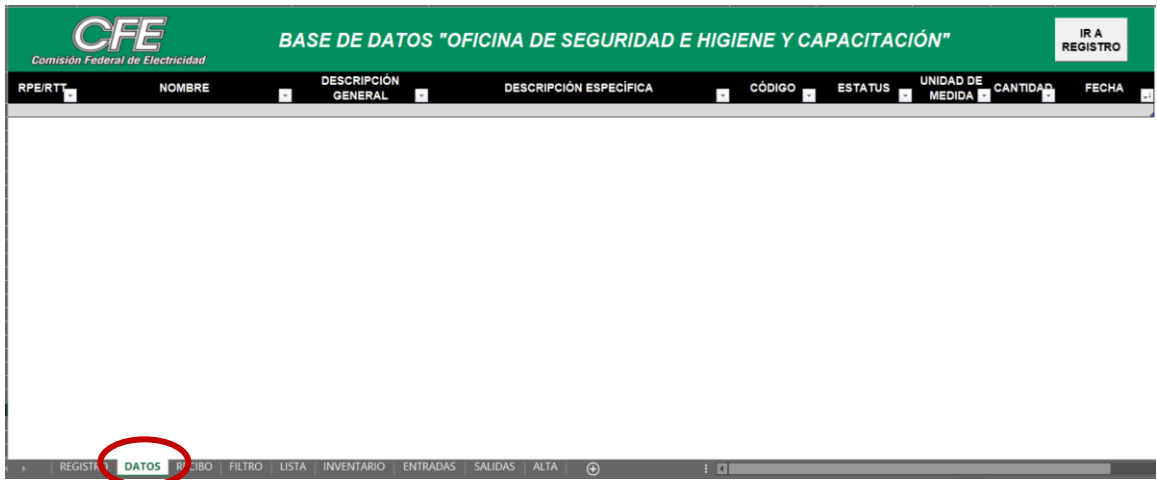 CFE
Comisión Federal de Electricidad
BASE DE DATOS "OFICINA DE SEGURIDAD E HIGIENE Y CAPACITACIÓN"
IR A
REGISTRO
RPE/RTT
NOMBRE
DESCRIPCIÓN
GENERAL
DESCRIPCIÓN ESPECÍFICA
CÓDIGO
ESTATUS
UNIDAD DE
MEDIDA
CANTIDAD
FECHA
REGISTRO DATOS RECIBO FILTRO LISTA INVENTARIO ENTRADAS SALIDAS ALTA